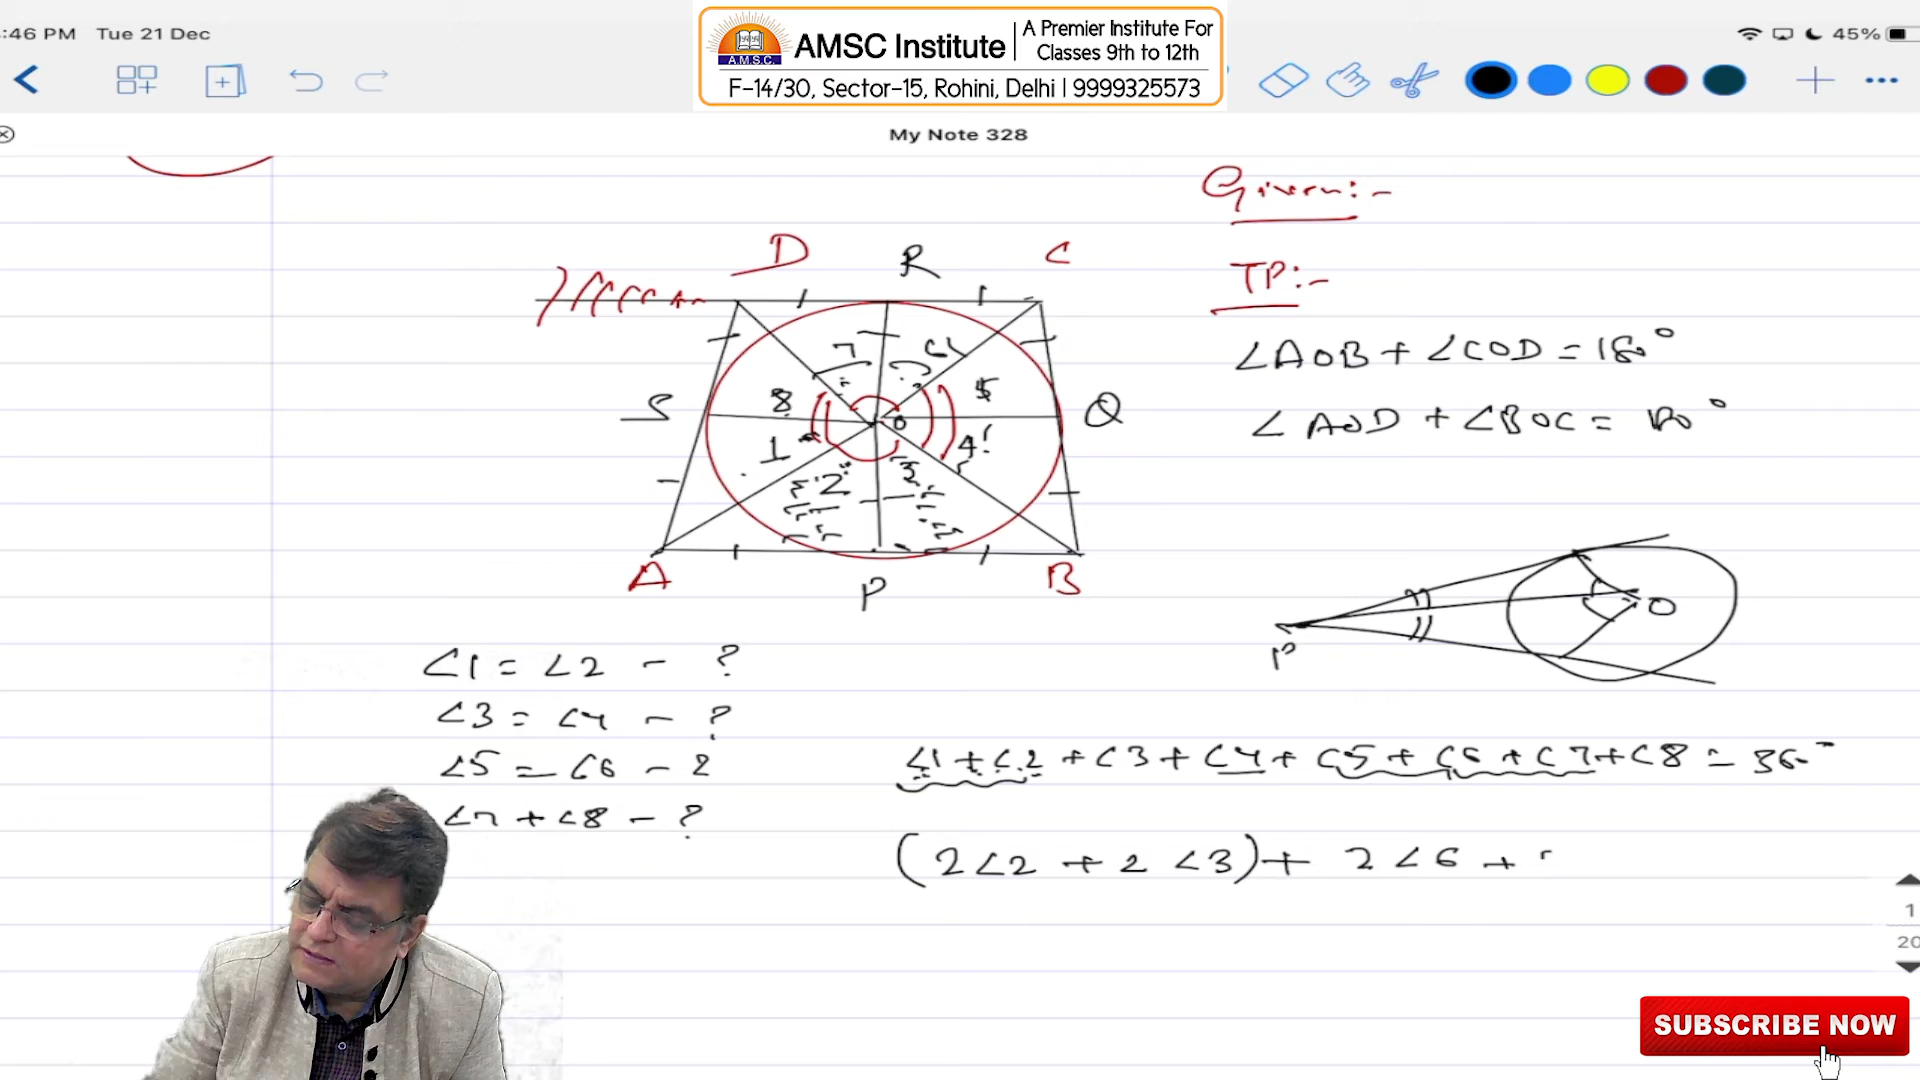 :46 PM Tue 21 Dec
45%
A.M.S.C.
AMSC Institute
A Premier Institute For
Classes 9th to 12th
F-14/30, Sector-15, Rohini, Delhi | 9999325573
My Note 328
Given:-
TP:-
∠AOB + ∠COD = 180°
∠AOD + ∠BOC = 180°
D R C
7 6
S 8 5 Q
O
1 4
2 3
A P B
P O
∠1 = ∠2 - ?
∠3 = ∠4 - ?
∠5 = ∠6 - ?
∠7 + ∠8 - ?
∠1 + ∠2 + ∠3 + ∠4 + ∠5 + ∠6 + ∠7 + ∠8 = 360°
(2∠2 + 2∠3) + 2∠6 +
1
20
SUBSCRIBE NOW